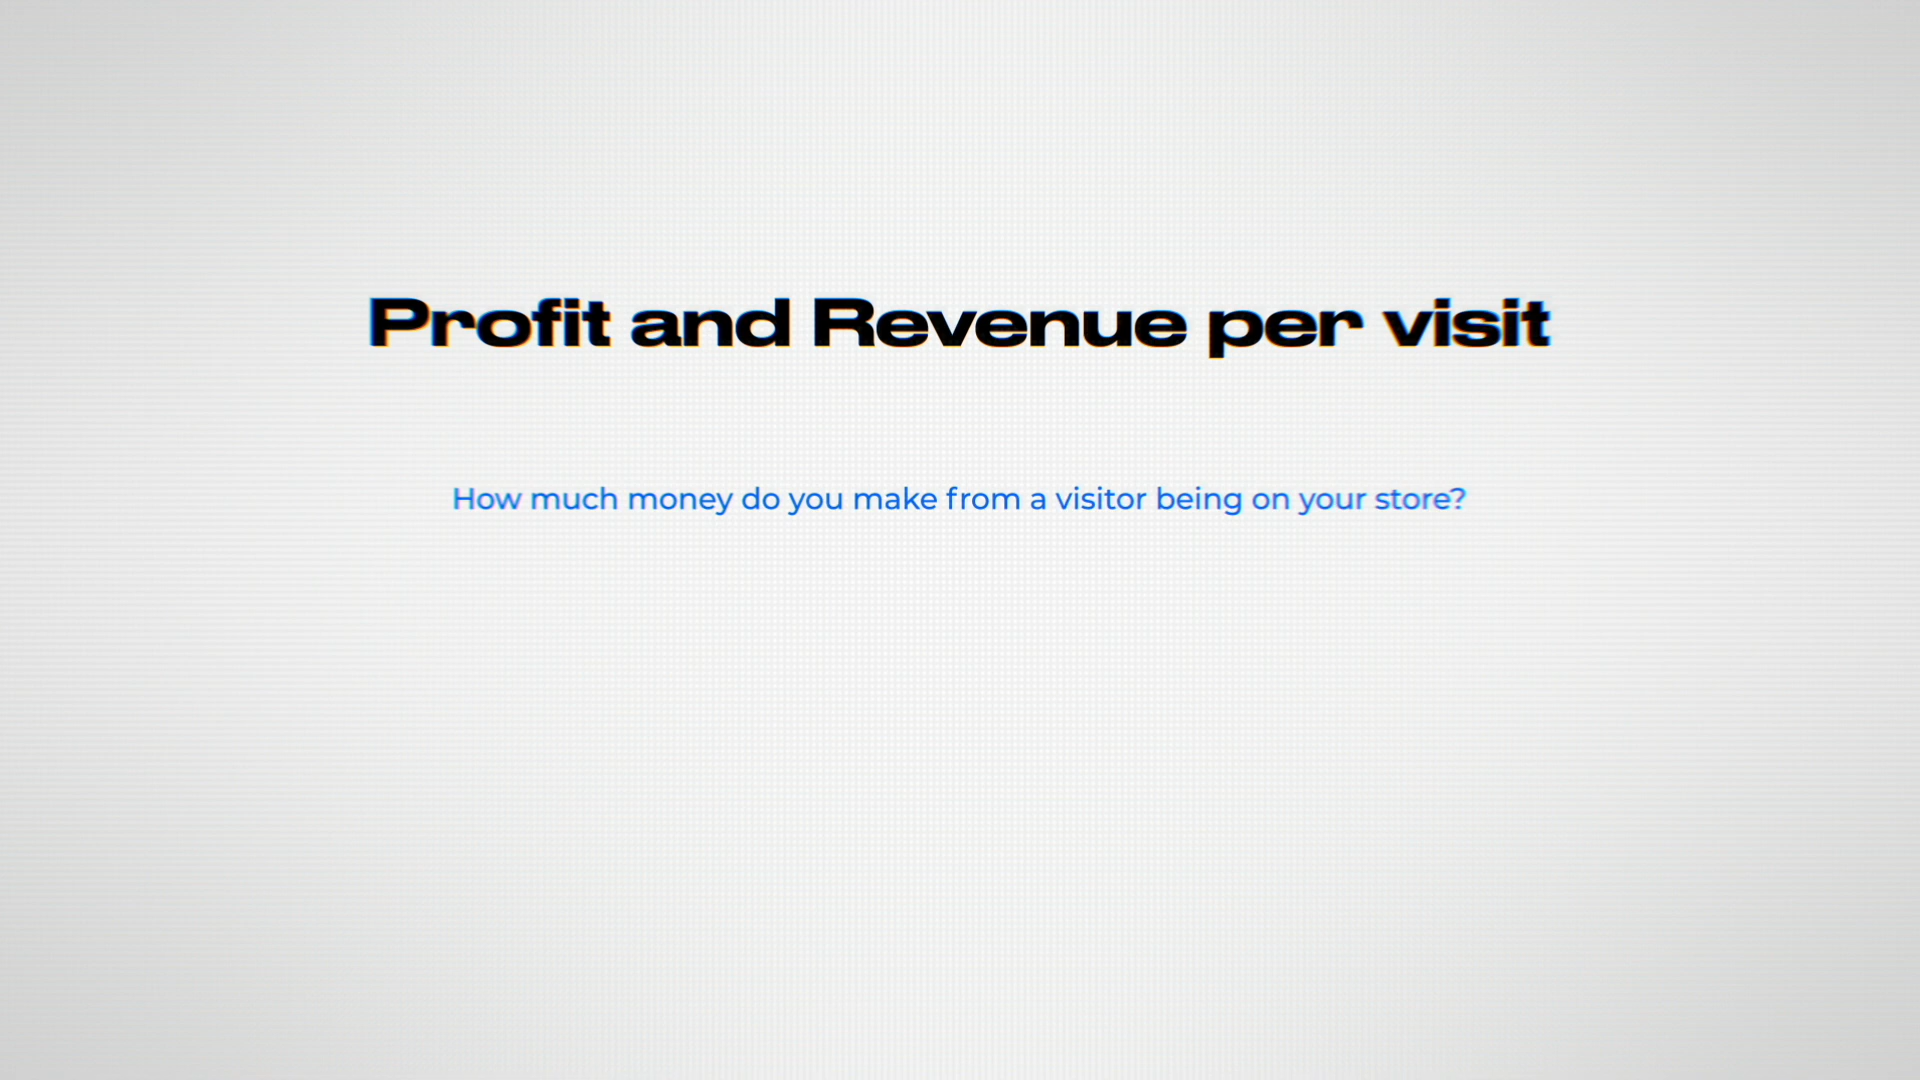 Profit and Revenue per visit
How much money do you make from a visitor being on your store?